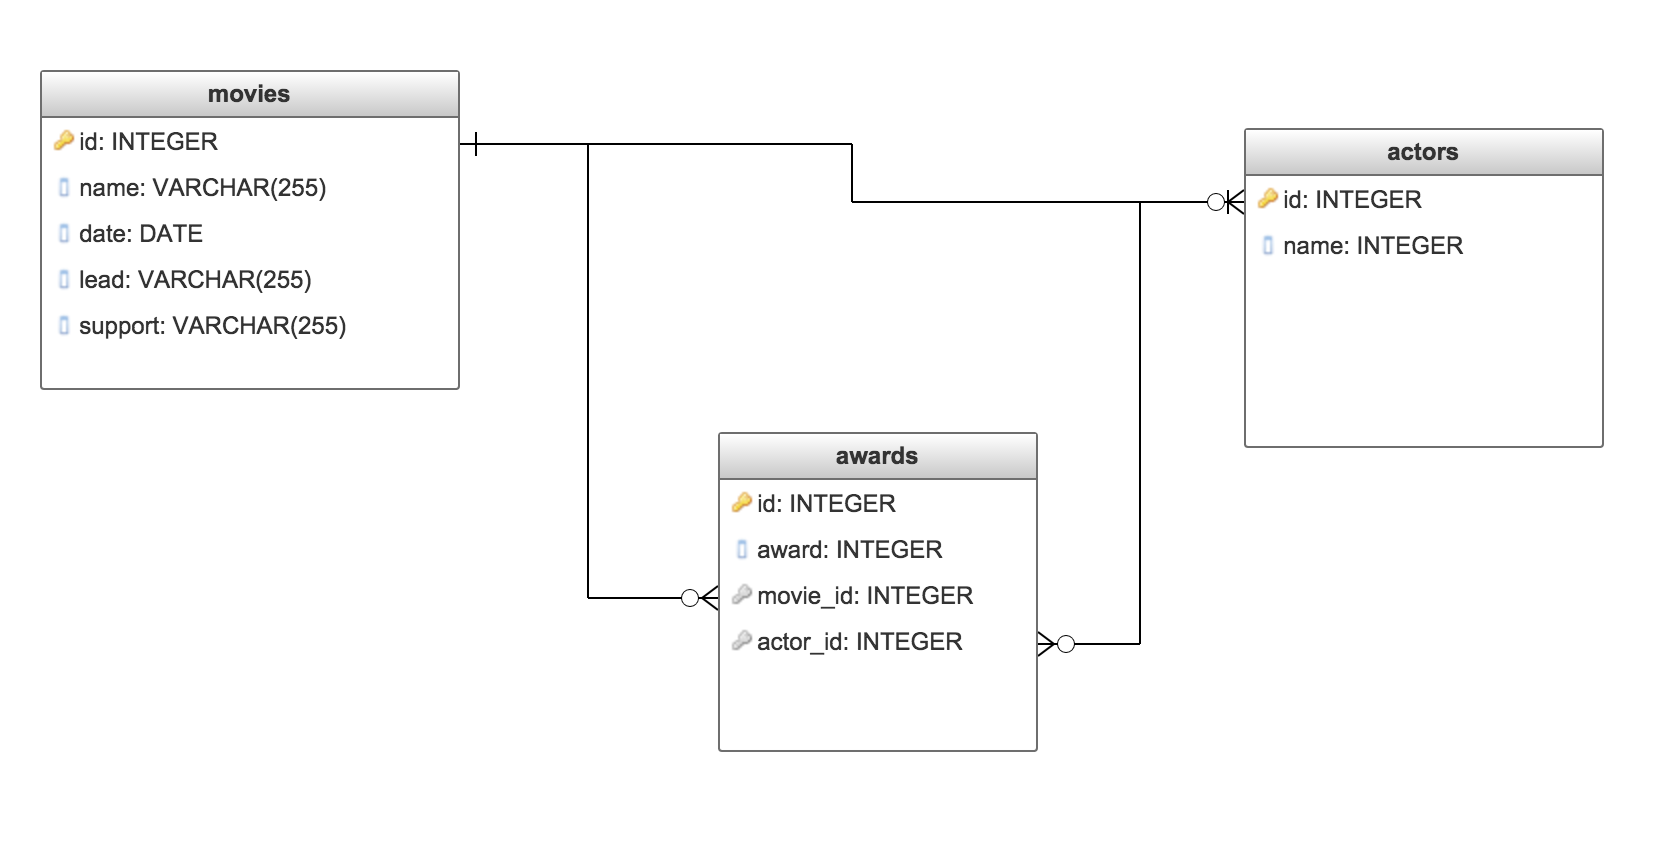 movies
id: INTEGER
name: VARCHAR(255)
date: DATE
lead: VARCHAR(255)
support: VARCHAR(255)
actors
id: INTEGER
name: INTEGER
awards
id: INTEGER
award: INTEGER
movie_id: INTEGER
actor_id: INTEGER